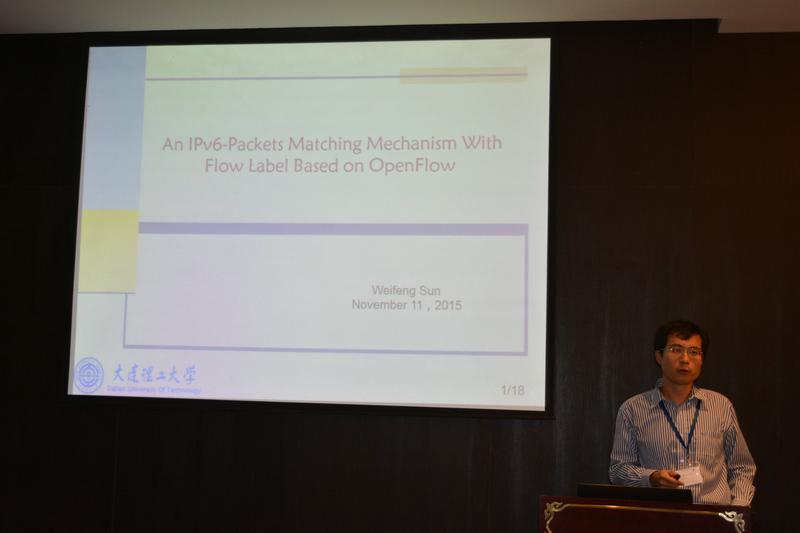 An IPv6-Packets Matching Mechanism With
Flow Label Based on OpenFlow
Weifeng Sun
November 11 , 2015
大连理工大学
Dalian University Of Technology
1/18